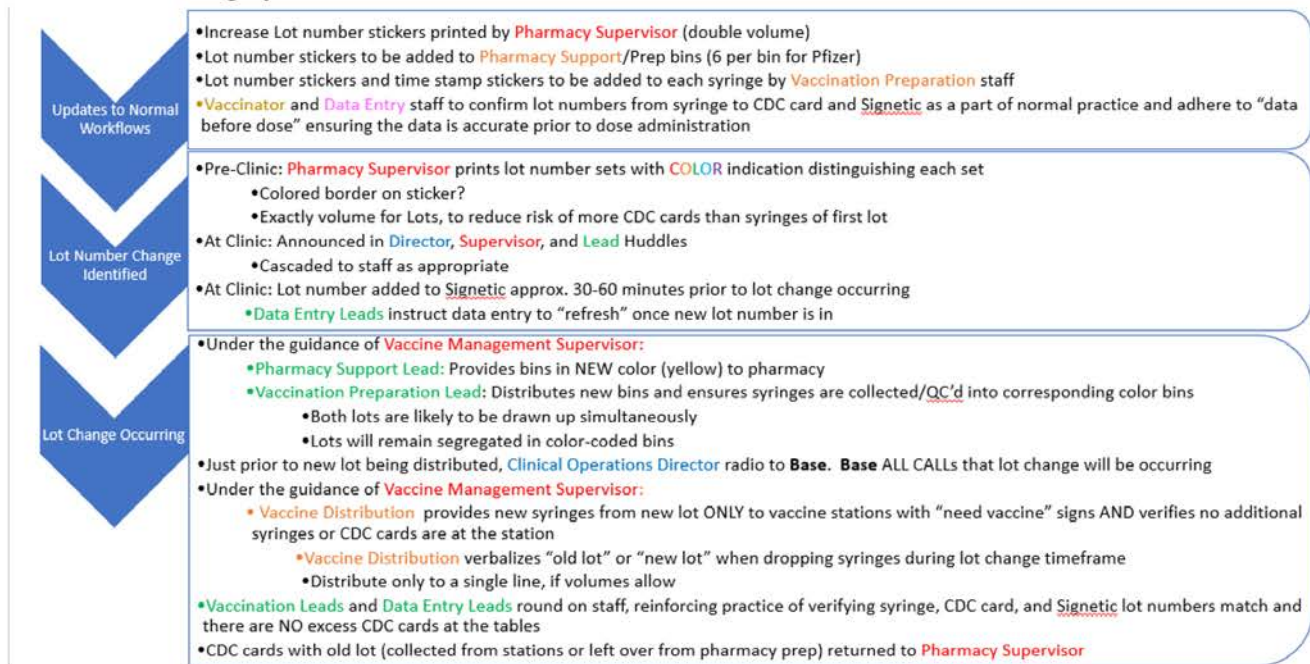 •Increase Lot number stickers printed by Pharmacy Supervisor (double volume)
•Lot number stickers to be added to Pharmacy Support/Prep bins (6 per bin for Pfizer)
•Lot number stickers and time stamp stickers to be added to each syringe by Vaccination Preparation staff
•Vaccinator and Data Entry staff to confirm lot numbers from syringe to CDC card and Signetic as a part of normal practice and adhere to “data
before dose” ensuring the data is accurate prior to dose administration
Updates to Normal
Workflows
•Pre-Clinic: Pharmacy Supervisor prints lot number sets with COLOR indication distinguishing each set
•Colored border on sticker?
•Exactly volume for Lots, to reduce risk of more CDC cards than syringes of first lot
•At Clinic: Announced in Director, Supervisor, and Lead Huddles
•Cascaded to staff as appropriate
•At Clinic: Lot number added to Signetic approx. 30-60 minutes prior to lot change occurring
•Data Entry Leads instruct data entry to “refresh” once new lot number is in
Lot Number Change
Identified
•Under the guidance of Vaccine Management Supervisor:
•Pharmacy Support Lead: Provides bins in NEW color (yellow) to pharmacy
•Vaccination Preparation Lead: Distributes new bins and ensures syringes are collected/QC’d into corresponding color bins
•Both lots are likely to be drawn up simultaneously
•Lots will remain segregated in color-coded bins
•Just prior to new lot being distributed, Clinical Operations Director radio to Base. Base ALL CALLs that lot change will be occurring
•Under the guidance of Vaccine Management Supervisor:
• Vaccine Distribution provides new syringes from new lot ONLY to vaccine stations with “need vaccine” signs AND verifies no additional
syringes or CDC cards are at the station
•Vaccine Distribution verbalizes “old lot” or “new lot” when dropping syringes during lot change timeframe
•Distribute only to a single line, if volumes allow
•Vaccination Leads and Data Entry Leads round on staff, reinforcing practice of verifying syringe, CDC card, and Signetic lot numbers match and
there are NO excess CDC cards at the tables
•CDC cards with old lot (collected from stations or left over from pharmacy prep) returned to Pharmacy Supervisor
Lot Change Occurring